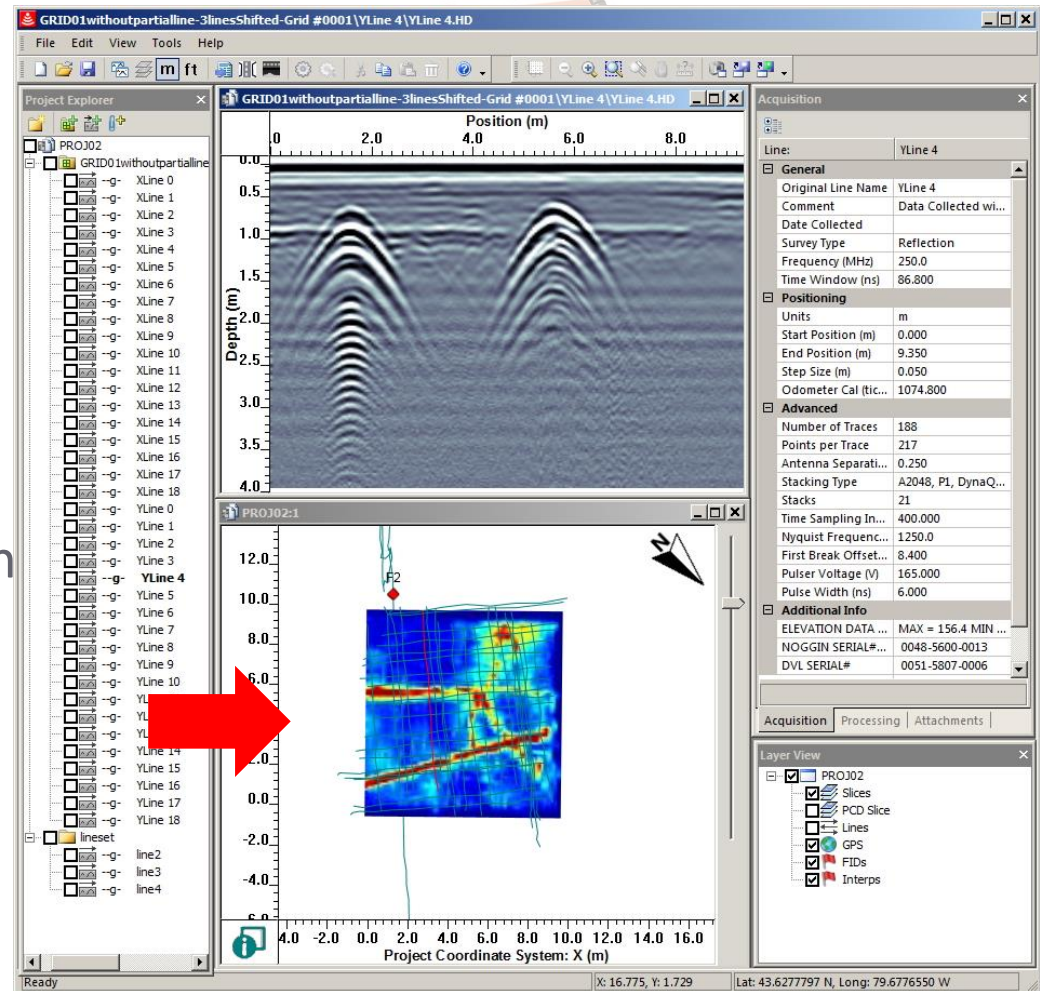 GRID01withoutpartialline-3linesShifted-Grid #0001\YLine 4\YLine 4.HD
File Edit View Tools Help
m ft
Project Explorer
PROJ02
GRID01withoutpartialline
--g- XLine 0
--g- XLine 1
--g- XLine 2
--g- XLine 3
--g- XLine 4
--g- XLine 5
--g- XLine 6
--g- XLine 7
--g- XLine 8
--g- XLine 9
--g- XLine 10
--g- XLine 11
--g- XLine 12
--g- XLine 13
--g- XLine 14
--g- XLine 15
--g- XLine 16
--g- XLine 17
--g- XLine 18
--g- YLine 0
--g- YLine 1
--g- YLine 2
--g- YLine 3
--g- YLine 4
--g- YLine 5
--g- YLine 6
--g- YLine 7
--g- YLine 8
--g- YLine 9
--g- YLine 10
YL
YL
YL
YLine 14
--g- YLine 15
--g- YLine 16
--g- YLine 17
--g- YLine 18
lineset
--g- line2
--g- line3
--g- line4
GRID01withoutpartialline-3linesShifted-Grid #0001\YLine 4\YLine 4.HD
Position (m)
.0 2.0 4.0 6.0 8.0
Depth (m)
0.0
0.5
1.0
1.5
2.0
2.5
3.0
3.5
4.0
PROJ02:1
N
F2
12.0
10.0
8.0
6.0
2.0
0.0
-2.0
-4.0
-6.0
4.0 -2.0 0.0 2.0 4.0 6.0 8.0 10.0 12.0 14.0 16.0
Project Coordinate System: X (m)
Acquisition
Line: YLine 4
General
Original Line Name YLine 4
Comment Data Collected wi...
Date Collected
Survey Type Reflection
Frequency (MHz) 250.0
Time Window (ns) 86.800
Positioning
Units m
Start Position (m) 0.000
End Position (m) 9.350
Step Size (m) 0.050
Odometer Cal (tic... 1074.800
Advanced
Number of Traces 188
Points per Trace 217
Antenna Separati... 0.250
Stacking Type A2048, P1, DynaQ...
Stacks 21
Time Sampling In... 400.000
Nyquist Frequenc... 1250.0
First Break Offset... 8.400
Pulser Voltage (V) 165.000
Pulse Width (ns) 6.000
Additional Info
ELEVATION DATA ... MAX = 156.4 MIN ...
NOGGIN SERIAL#... 0048-5600-0013
DVL SERIAL# 0051-5807-0006
Acquisition Processing Attachments
Layer View
PROJ02
Slices
PCD Slice
Lines
GPS
FIDs
Interps
Ready
X: 16.775, Y: 1.729
Lat: 43.6277797 N, Long: 79.6776550 W